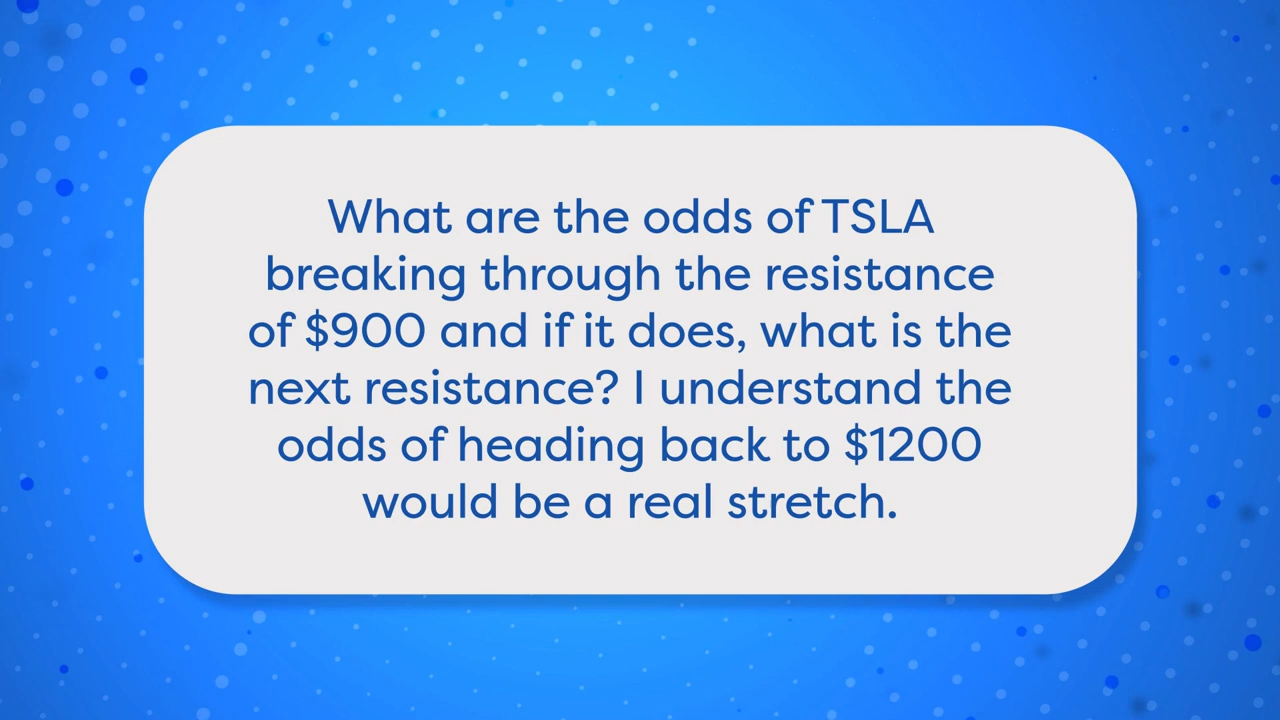 What are the odds of TSLA
breaking through the resistance
of $900 and if it does, what is the
next resistance? I understand the
odds of heading back to $1200
would be a real stretch.